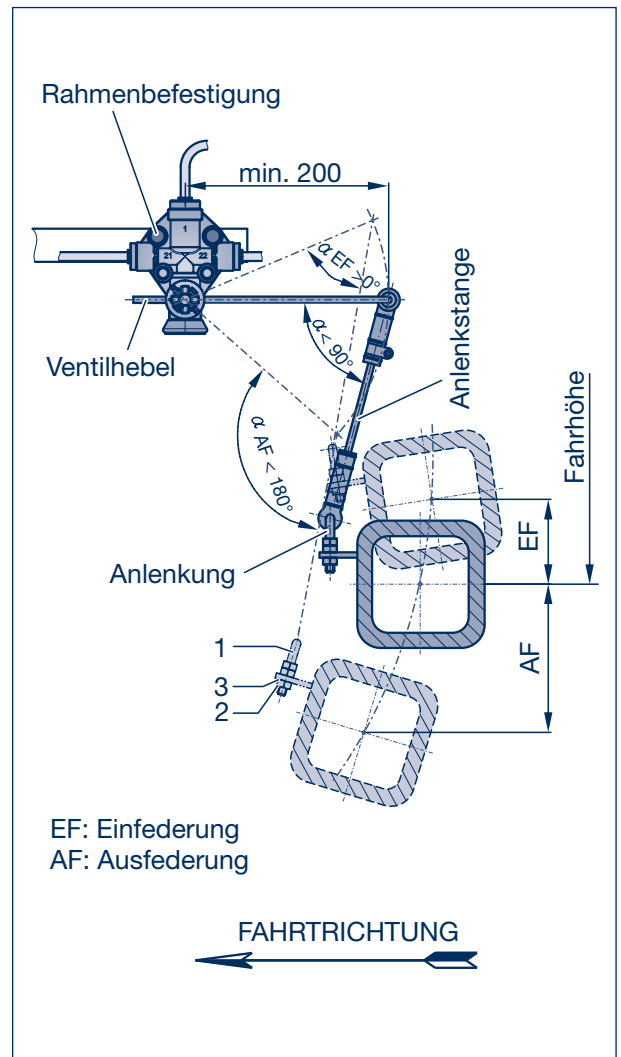 Rahmenbefestigung
min. 200
1
21
22
α EF >0°
Ventilhebel
α < 90°
Anlenkstange
α AF < 180°
Fahrhöhe
EF
Anlenkung
AF
1
3
2
EF: Einfederung
AF: Ausfederung
FAHRTRICHTUNG